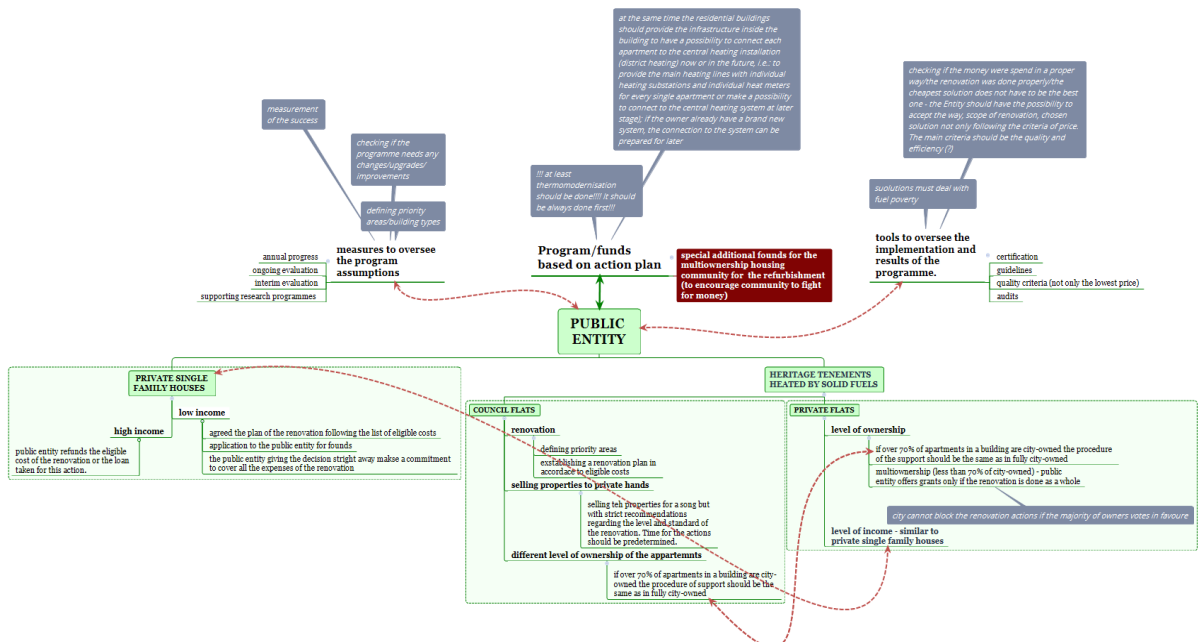 at the same time the residential buildings
should provide the infrastructure inside the
building to have a possibility to connect each
apartment to the central heating installation
(district heating) now or in the future, i.e.: to
provide the main heating lines with individual
heating substations and individual heat meters
for every single apartment or make a possibility
to connect to the central heating system at later
stage); if the owner already have a brand new
system, the connection to the system can be
prepared for later
checking if the money were spend in a proper
way/the renovation was done properly/the
cheapest solution does not have to be the best
one - the Entity should have the possibility to
accept the way, scope of renovation, chosen
solution not only following the criteria of price.
The main criteria should be the quality and
efficiency (?)
measurement
of the success
checking if the
programme needs any
changes/upgrades/
improvements
!!! at least
thermomodernisation
should be done!!!! it should
be always done first!!!
suolutions must deal with
fuel poverty
defining priority
areas/building types
measures to oversee
the program
assumptions
annual progress
ongoing evaluation
interim evaluation
supporting research programmes
Program/funds
based on action plan
special additional founds for the
multiownership housing
community for the refurbishment
(to encourage community to fight
for money)
tools to oversee the
implementation and
results of the
programme.
certification
guidelines
quality criteria (not only the lowest price)
audits
PUBLIC
ENTITY
PRIVATE SINGLE
FAMILY HOUSES
low income
high income
agreed the plan of the renovation following the list of eligible costs
application to the public entity for founds
the public entity giving the decision stright away makse a commitment
to cover all the expenses of the renovation
public entity refunds the eligible
cost of the renovation or the loan
taken for this action.
HERITAGE TENEMENTS
HEATED BY SOLID FUELS
COUNCIL FLATS
renovation
defining priority areas
exstablishing a renovation plan in
accordace to eligible costs
selling properties to private hands
selling teh properties for a song but
with strict recommendations
regarding the level and standard of
the renovation. Time for the actions
should be predetermined.
different level of ownership of the appartemnts
if over 70% of apartments in a building are city-
owned the procedure of support should be the
same as in fully city-owned
PRIVATE FLATS
level of ownership
if over 70% of apartments in a building are city-owned the procedure
of the support should be the same as in fully city-owned
multiownership (less than 70% of city-owned) - public
entity offers grants only if the renovation is done as a whole
city cannot block the renovation actions if the majority of owners votes in favoure
level of income - similar to
private single family houses